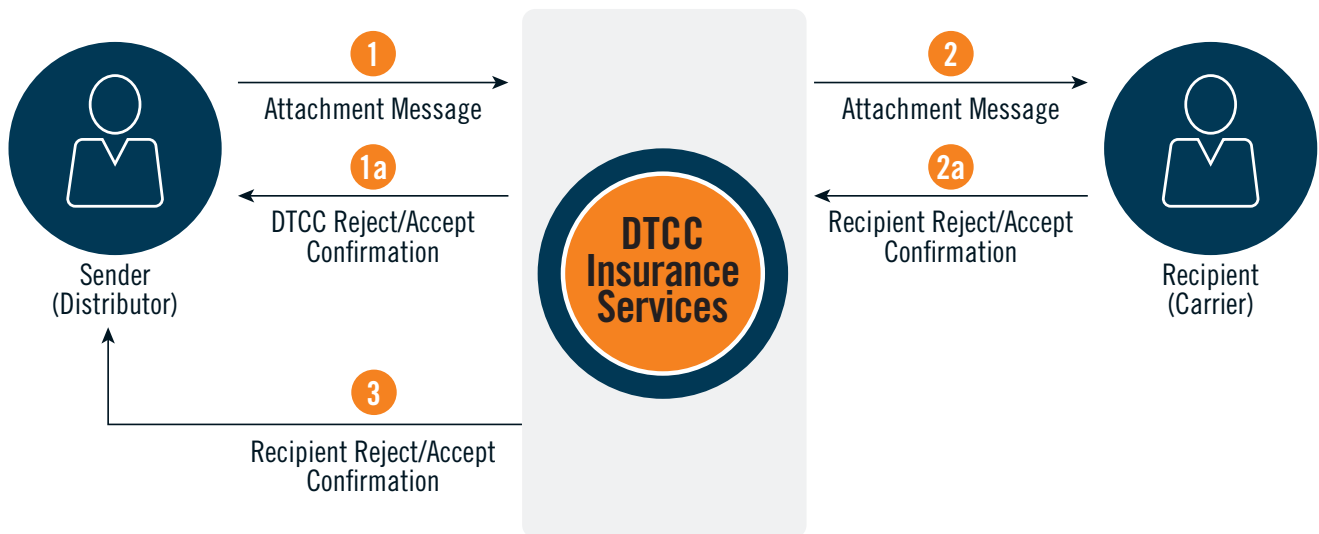 1
Attachment Message
1a
DTCC Reject/Accept
Confirmation
Sender
(Distributor)
3
Recipient Reject/Accept
Confirmation
DTCC
Insurance
Services
2
Attachment Message
2a
Recipient Reject/Accept
Confirmation
Recipient
(Carrier)